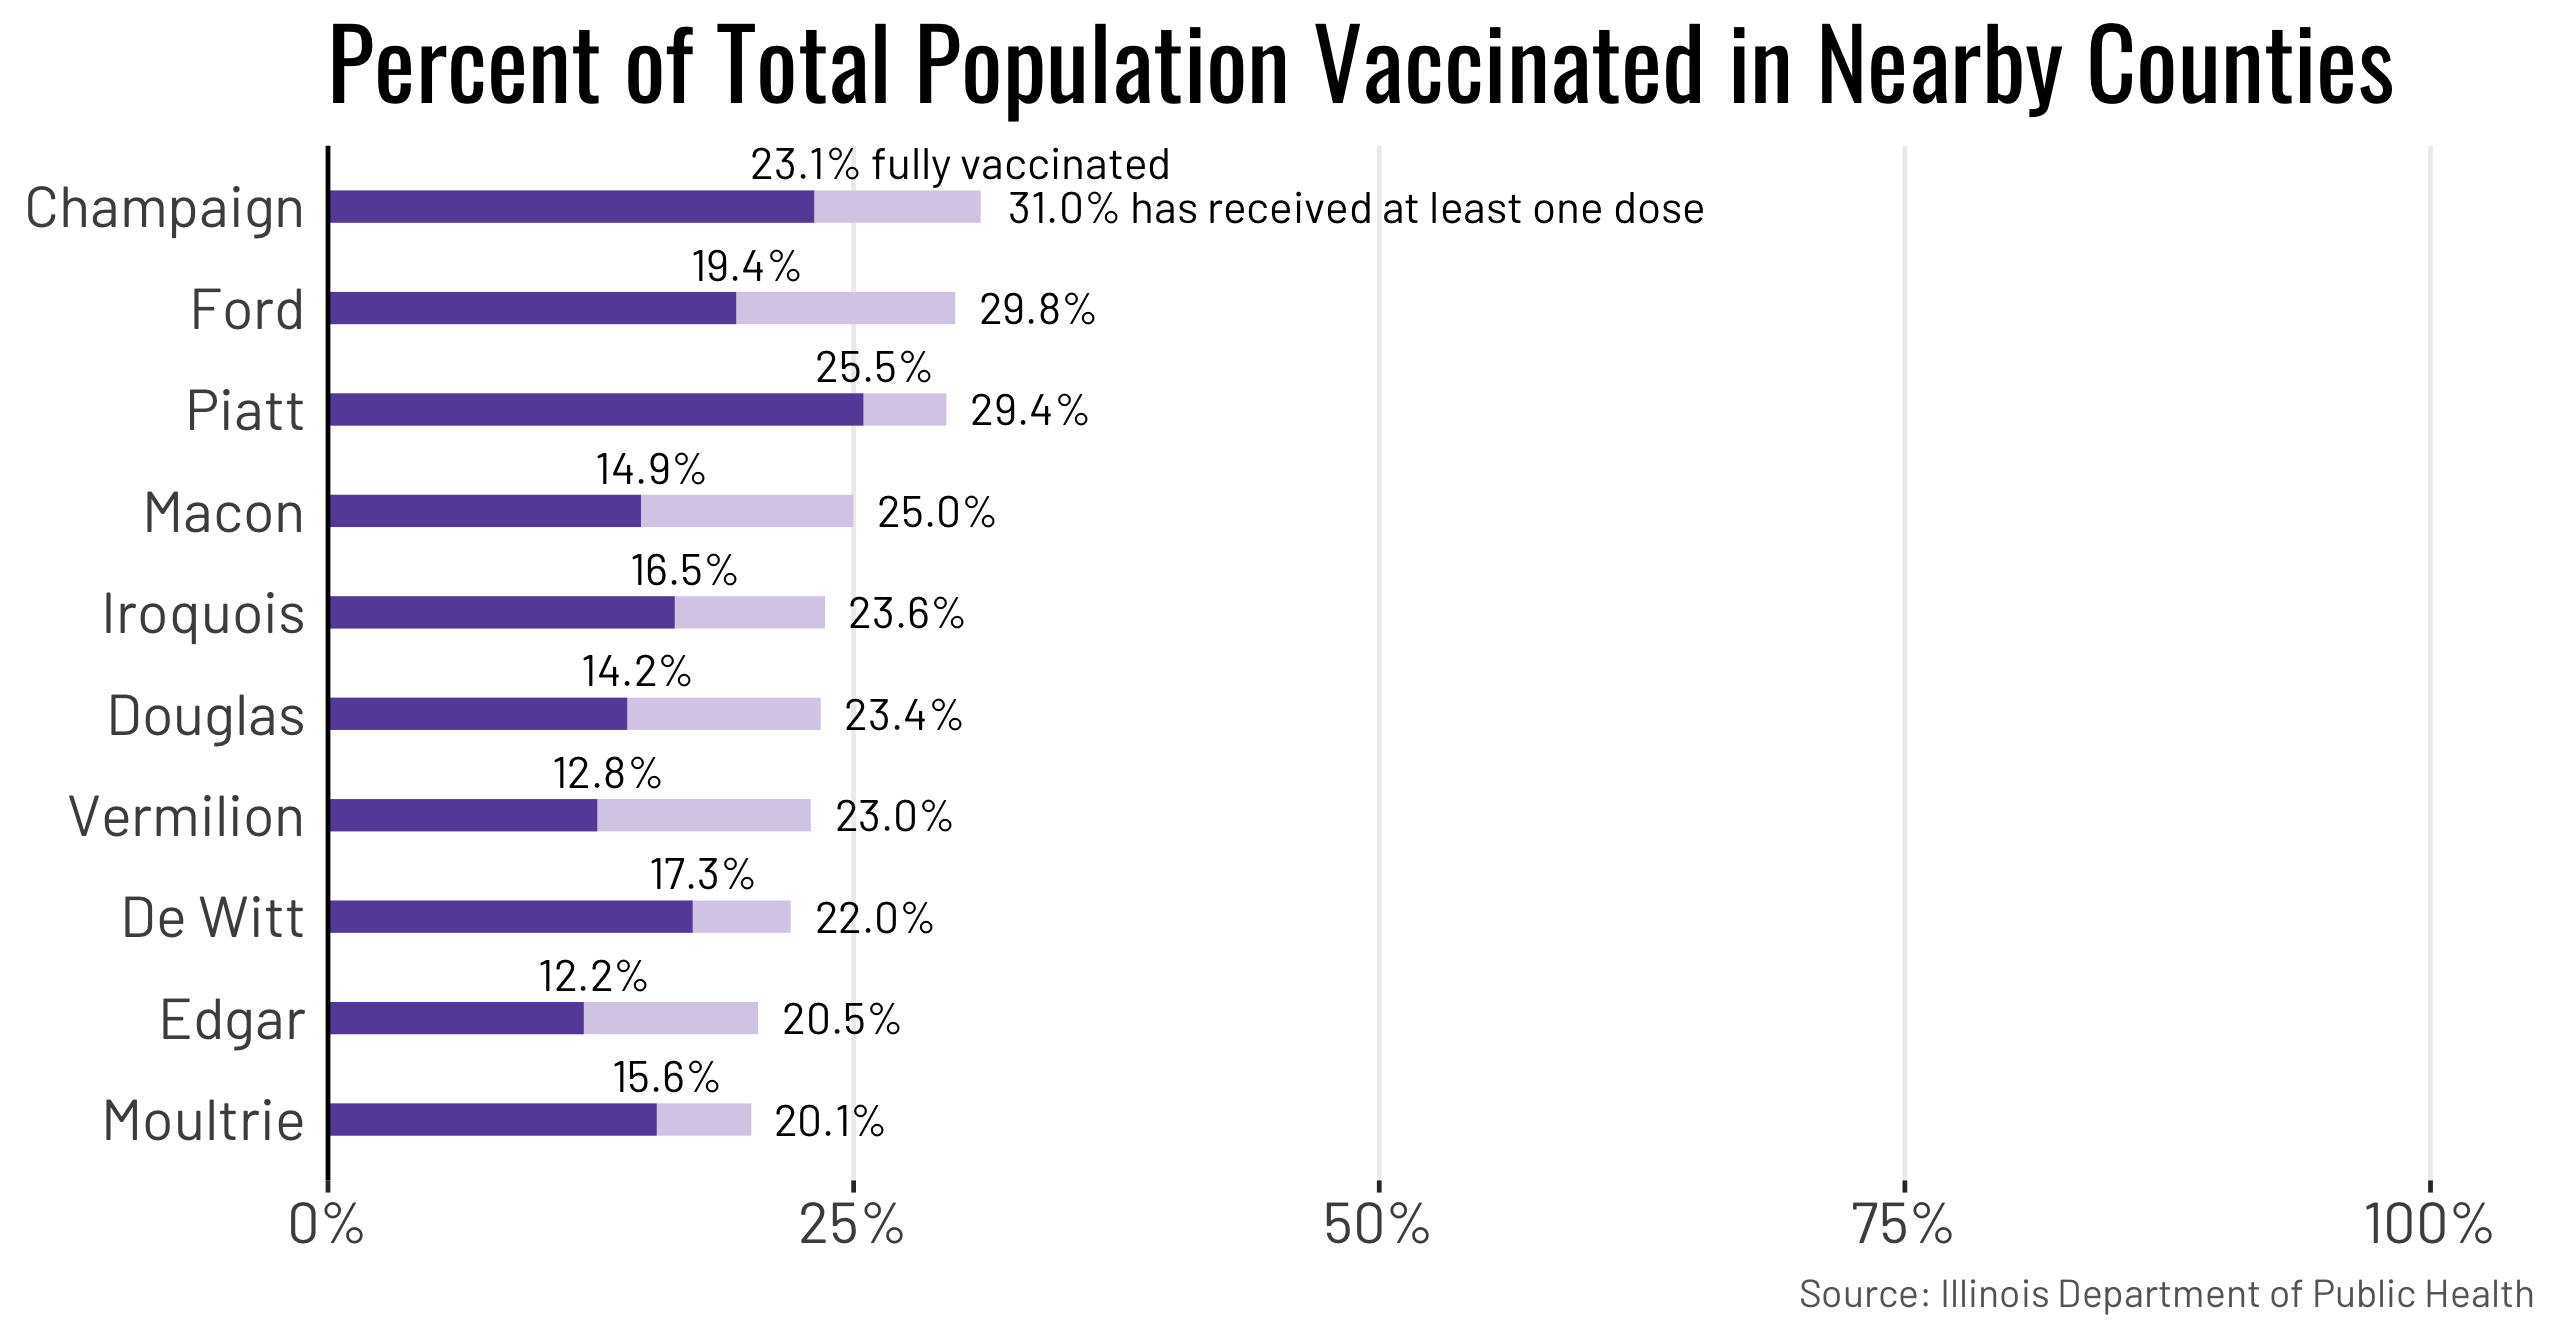 Percent of Total Population Vaccinated in Nearby Counties
23.1% fully vaccinated
Champaign
31.0% has received at least one dose
19.4%
Ford
29.8%
25.5%
Piatt
29.4%
14.9%
Macon
25.0%
16.5%
Iroquois
23.6%
14.2%
Douglas
23.4%
12.8%
Vermilion
23.0%
17.3%
De Witt
22.0%
12.2%
Edgar
20.5%
15.6%
Moultrie
20.1%
0%
25%
50%
75%
100%
Source: Illinois Department of Public Health